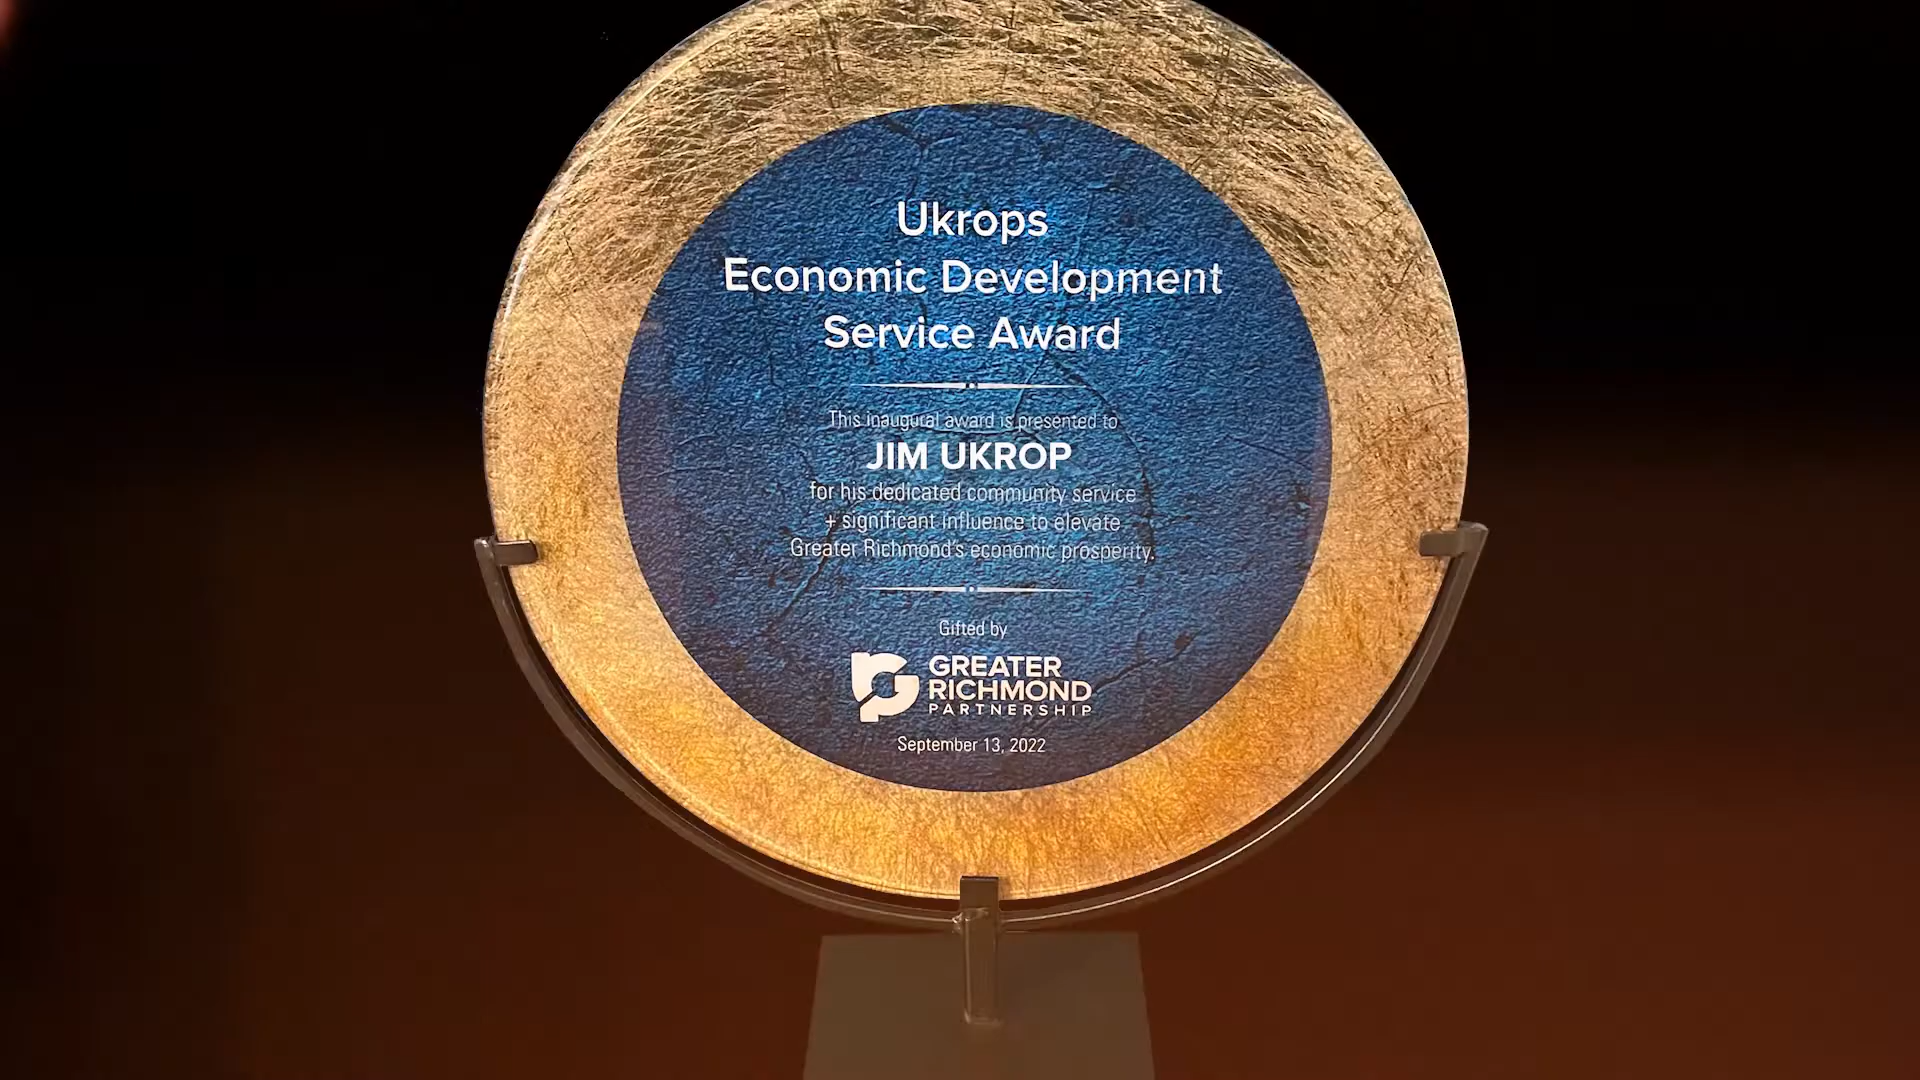 Ukrops
Economic Development
Service Award
This inaugural award is presented to
JIM UKROP
for his dedicated community service
+ significant influence to elevate
Greater Richmond's economic prosperity.
Gifted by
GREATER
RICHMOND
PARTNERSHIP
September 13, 2022